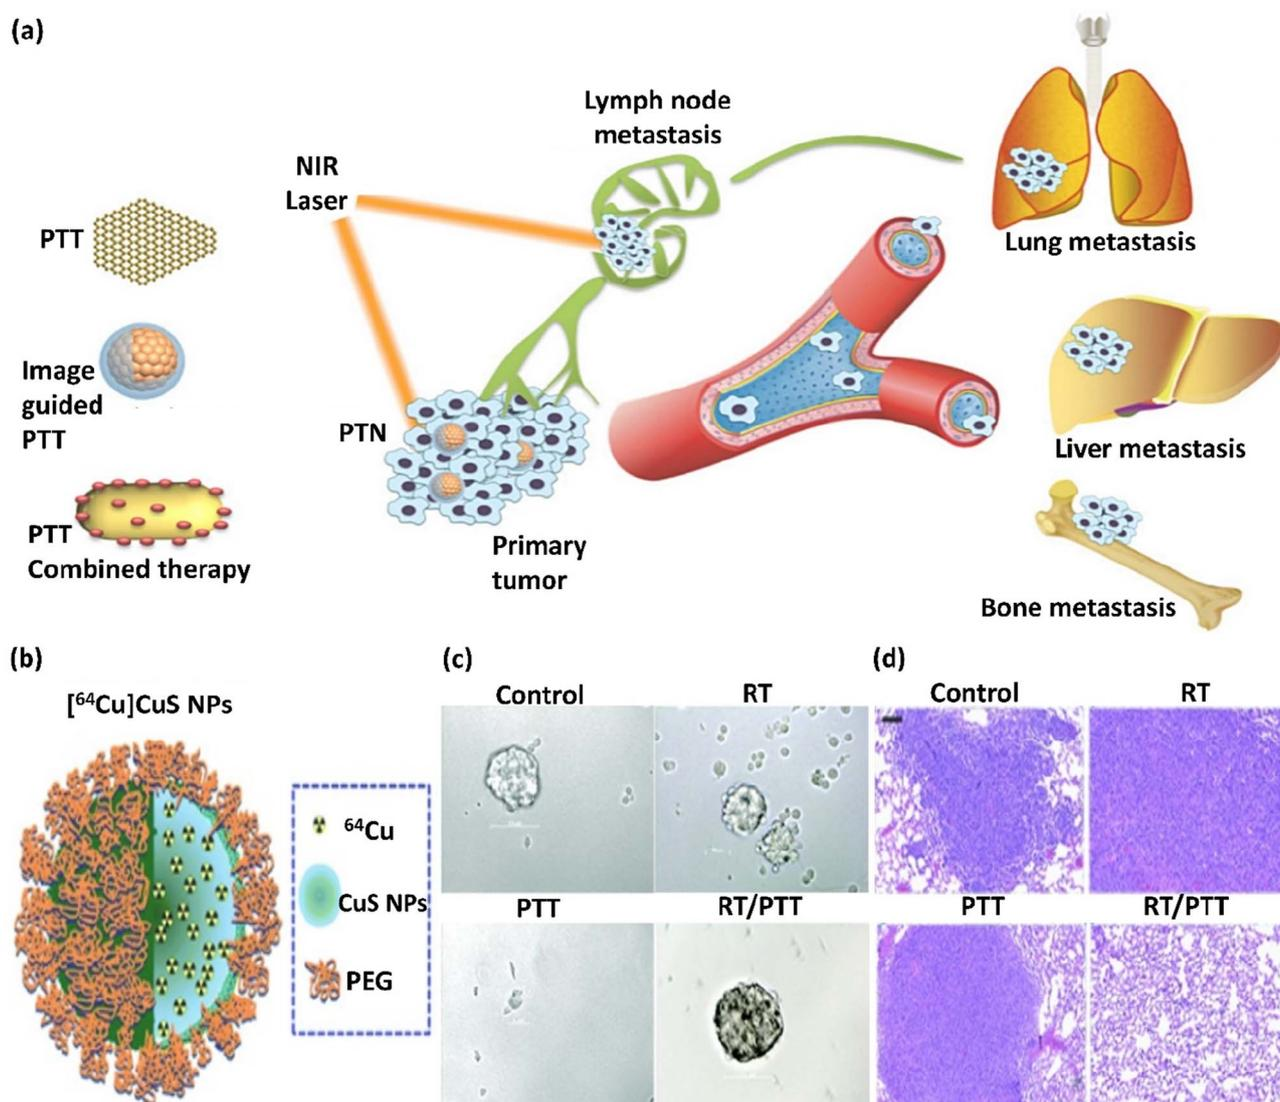 (a)
Lymph node
metastasis
NIR
Laser
PTT
Lung metastasis
Image
guided
PTT
PTN
Liver metastasis
PTT
Combined therapy
Primary
tumor
Bone metastasis
(b)
[⁶⁴Cu]CuS NPs
⁶⁴Cu
CuS NPs
PEG
(c)
Control
RT
PTT
RT/PTT
(d)
Control
RT
PTT
RT/PTT